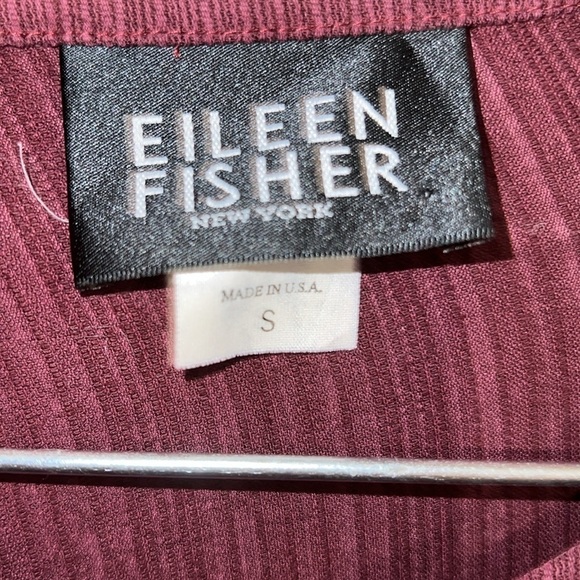 EILEEN
FISHER
NEW YORK
MADE IN U.S.A.
S